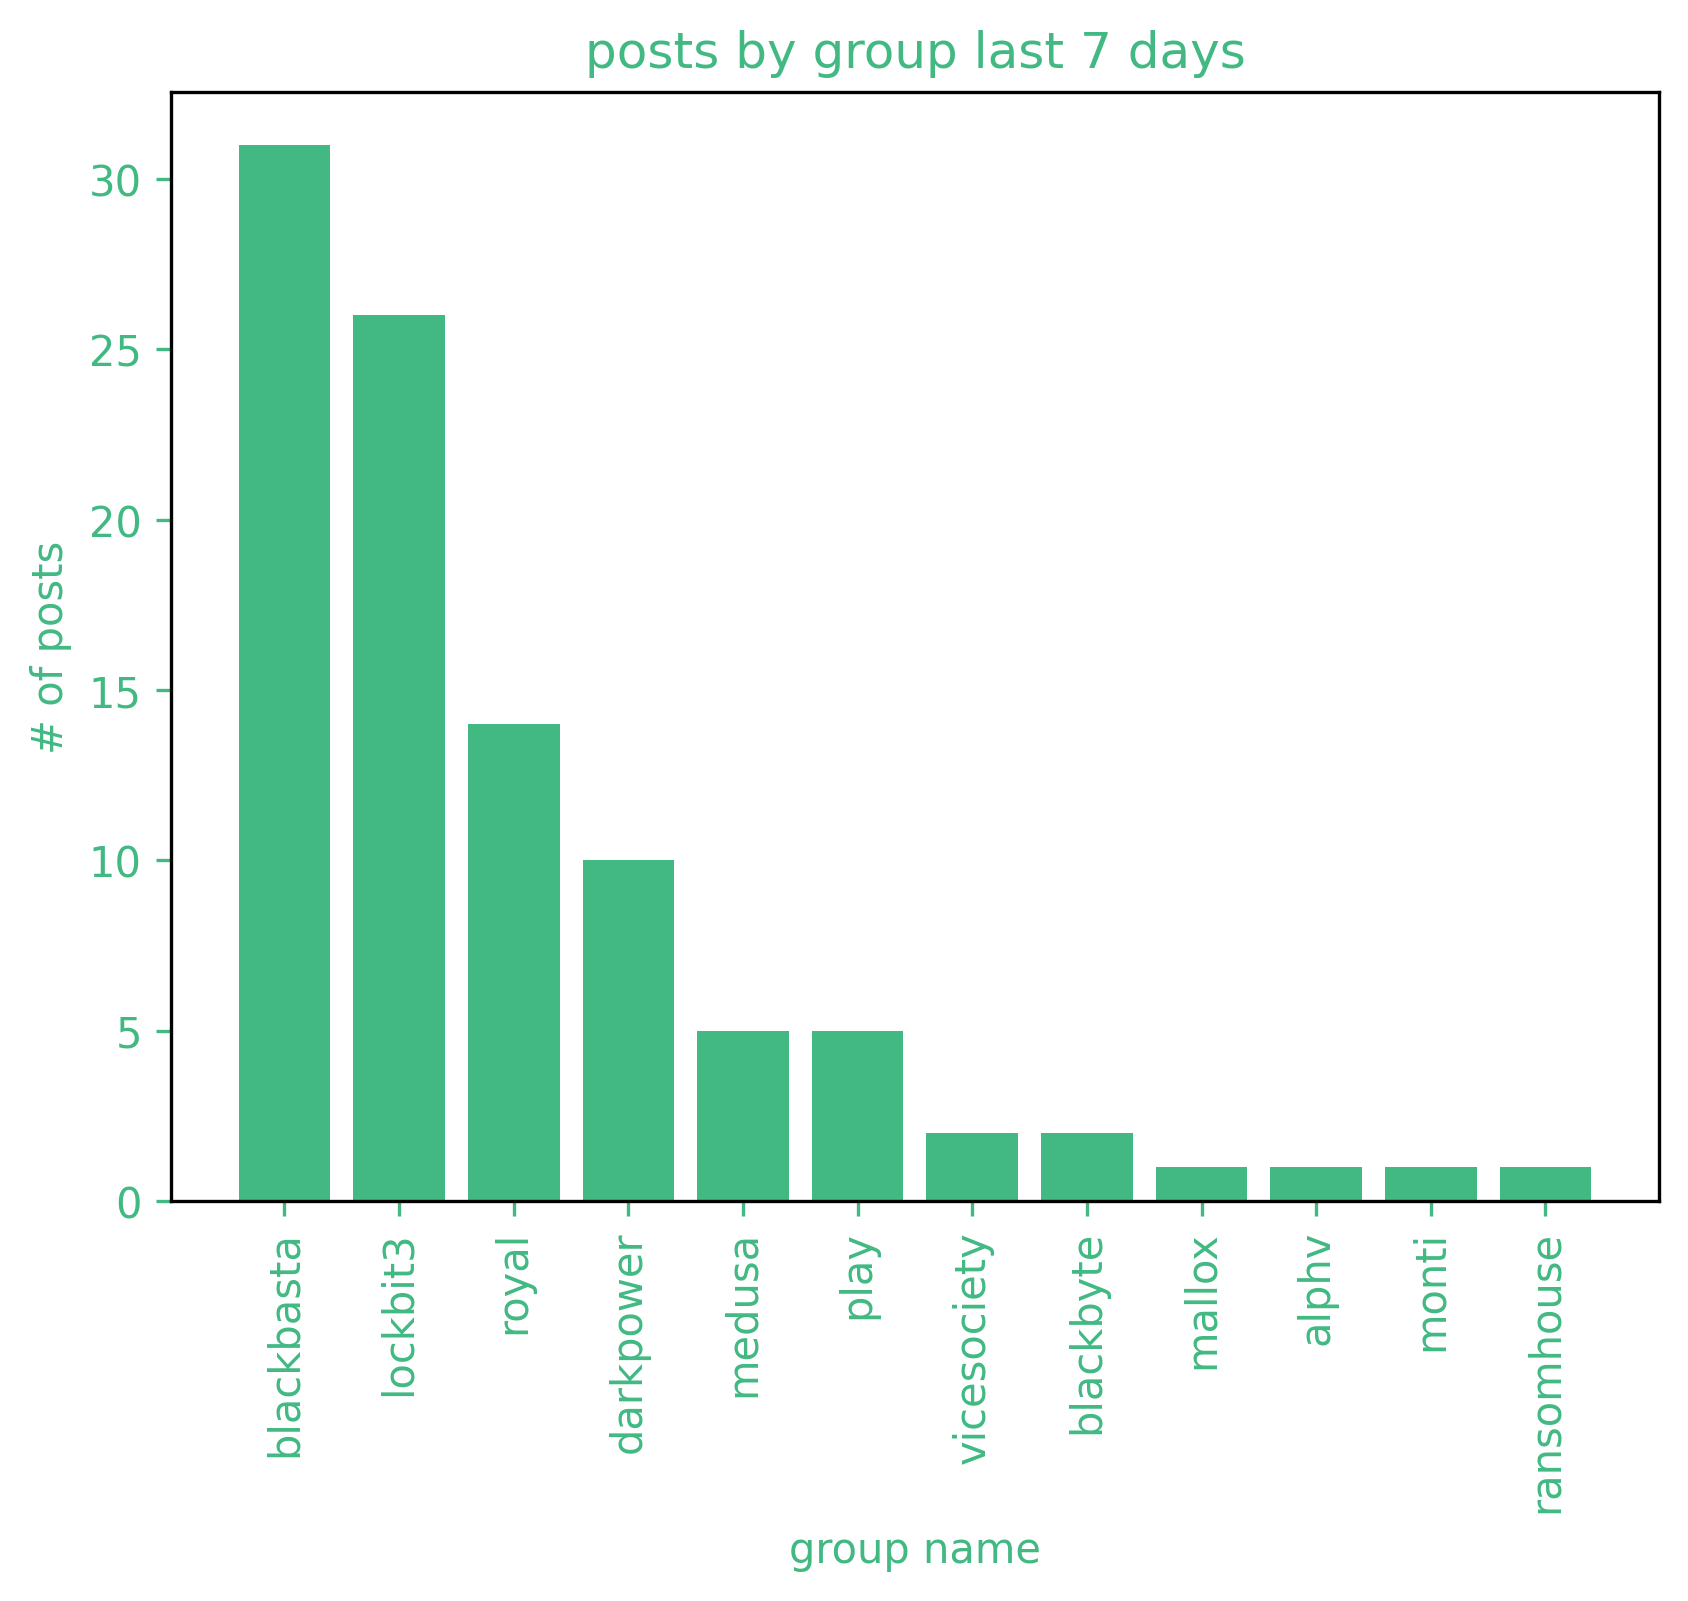 posts by group last 7 days
# of posts
30
25
20
15
10
5
0
blackbasta
lockbit3
royal
darkpower
medusa
play
vicesociety
blackbyte
mallox
alphv
monti
ransomhouse
group name